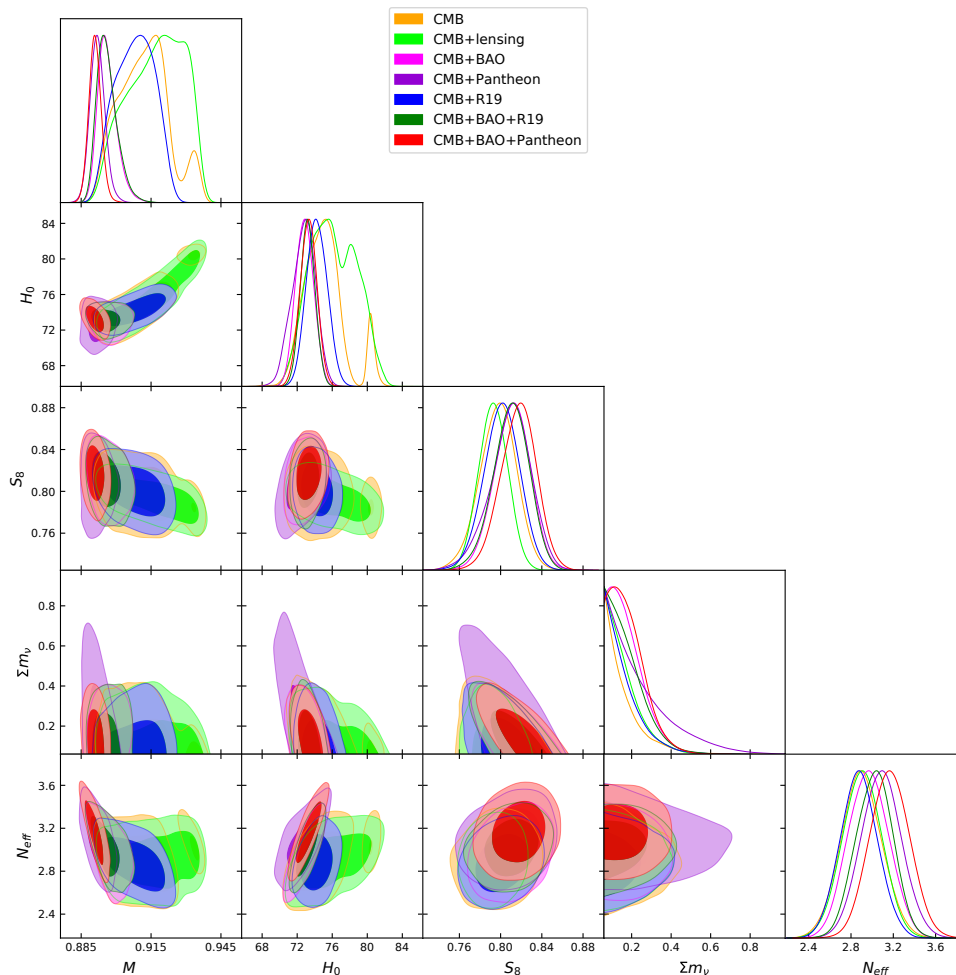 CMB
CMB+lensing
CMB+BAO
CMB+Pantheon
CMB+R19
CMB+BAO+R19
CMB+BAO+Pantheon
84
80
76
72
68
H₀
0.88
0.84
0.80
0.76
S₈
0.8
0.6
0.4
0.2
Σmν
3.6
3.0
2.4
Neff
0.885 0.915 0.945
68 72 76 80 84
0.76 0.80 0.84 0.88
0.2 0.4 0.6 0.8
2.4 2.8 3.2 3.6
M H₀ S₈ Σmν Neff